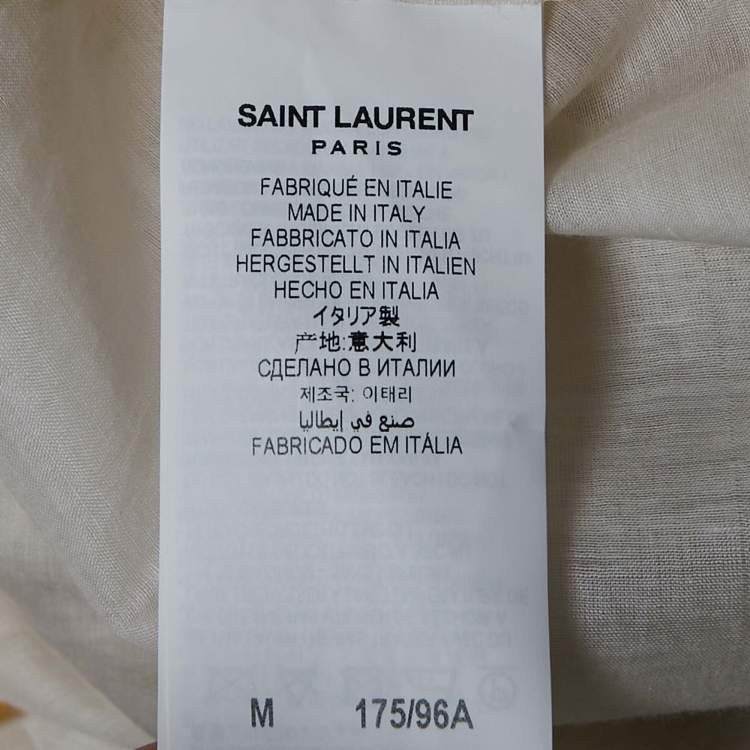 SAINT LAURENT
PARIS
FABRIQUÉ EN ITALIE
MADE IN ITALY
FABBRICATO IN ITALIA
HERGESTELLT IN ITALIEN
HECHO EN ITALIA
イタリア製
产地:意大利
СДЕЛАНО В ИТАЛИИ
제조국: 이태리
صنع في إيطاليا
FABRICADO EM ITÁLIA
M 175/96A